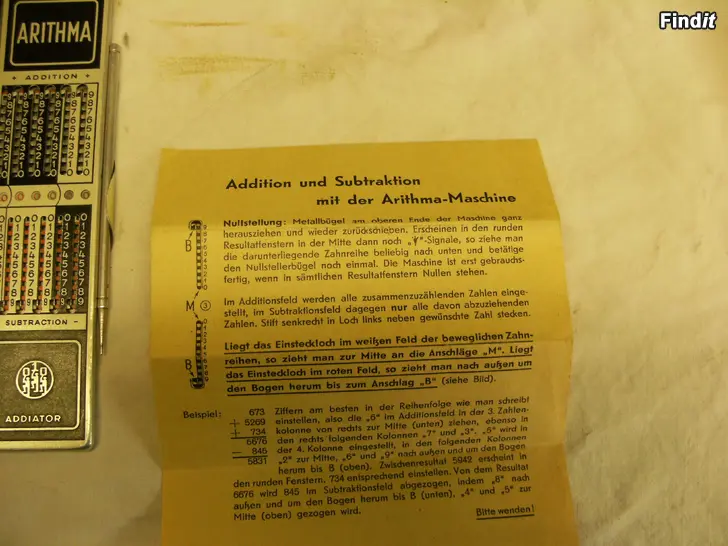 Findit
ARITHMA
+ ADDITION +
- SUBTRACTION -
ADDIATOR
Addition und Subtraktion
mit der Arithma-Maschine
Nullstellung: Metallbügel am oberen Ende der Maschine ganz
herausziehen und wieder zurückschieben. Erscheinen in den runden
Resultatfenstern in der Mitte dann noch „ “-Signale, so ziehe man
die darunterliegende Zahnreihe beliebig nach unten und betätige
den Nullstellerbügel noch einmal. Die Maschine ist erst gebrauchs-
fertig, wenn in sämtlichen Resultatfenstern Nullen stehen.
B
M 3
B
Im Additionsfeld werden alle zusammenzuzählenden Zahlen einge-
stellt, im Subtraktionsfeld dagegen nur alle davon abzuziehenden
Zahlen. Stift senkrecht in Loch links neben gewünschte Zahl stecken.
Liegt das Einsteckloch im weißen Feld der beweglichen Zahn-
reihen, so zieht man zur Mitte an die Anschläge „M“. Liegt
das Einsteckloch im roten Feld, so zieht man nach außen um
den Bogen herum bis zum Anschlag „B“ (siehe Bild).
Beispiel:
673
+ 5269
+ 734
6676
- 845
5831
Ziffern am besten in der Reihenfolge wie man schreibt
einstellen, also die „6“ im Additionsfeld in der 3. Zahlen-
kolonne von rechts zur Mitte (unten) ziehen, ebenso in
den rechts folgenden Kolonnen „7“ und „3“. wird in
der 4. Kolonne eingestellt, in den folgenden Kolonnen
„2“ zur Mitte, „6“ und „9“ nach außen und um den Bogen
herum bis B (oben). Zwischenresultat 5942 erscheint in
den runden Fenstern. 734 entsprechend einstellen. Von dem Resultat
6676 wird 845 im Subtraktionsfeld abgezogen, indem „8“ nach
außen und um den Bogen herum bis B (unten), „4“ und „5“ zur
Mitte (oben) gezogen wird.
Bitte wenden!